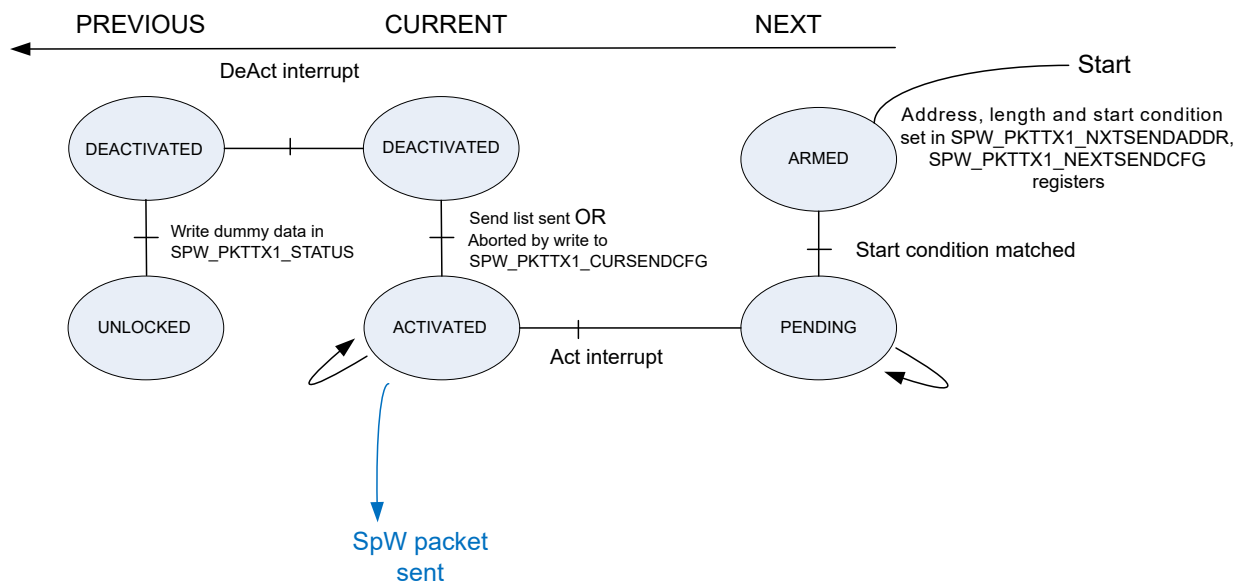 PREVIOUS
CURRENT
NEXT
DeAct interrupt
Start
Address, length and start condition
set in SPW_PKTTX1_NXTSENDADDR,
SPW_PKTTX1_NEXTSENDCFG
registers
DEACTIVATED
DEACTIVATED
ARMED
Write dummy data in
SPW_PKTTX1_STATUS
Send list sent OR
Aborted by write to
SPW_PKTTX1_CURSENDCFG
Start condition matched
UNLOCKED
ACTIVATED
PENDING
Act interrupt
SpW packet
sent